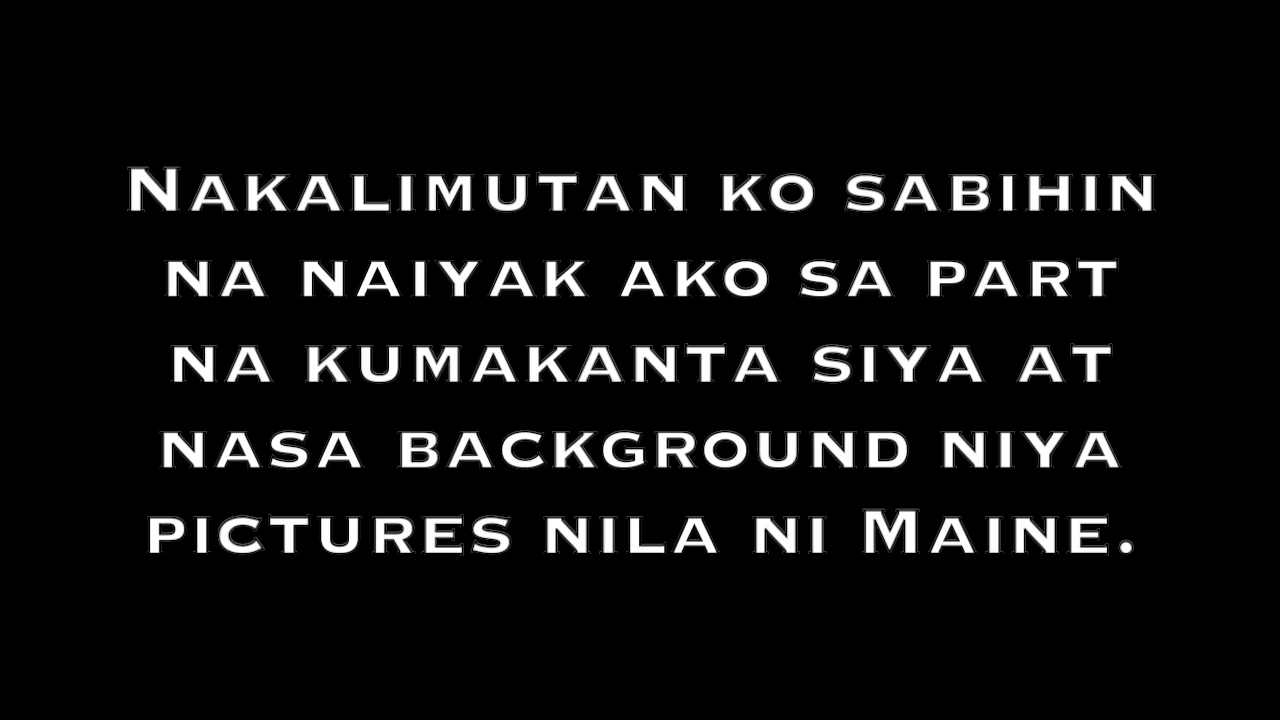 Nakalimutan ko sabihin
na naiyak ako sa part
na kumakanta siya at
nasa background niya
pictures nila ni Maine.